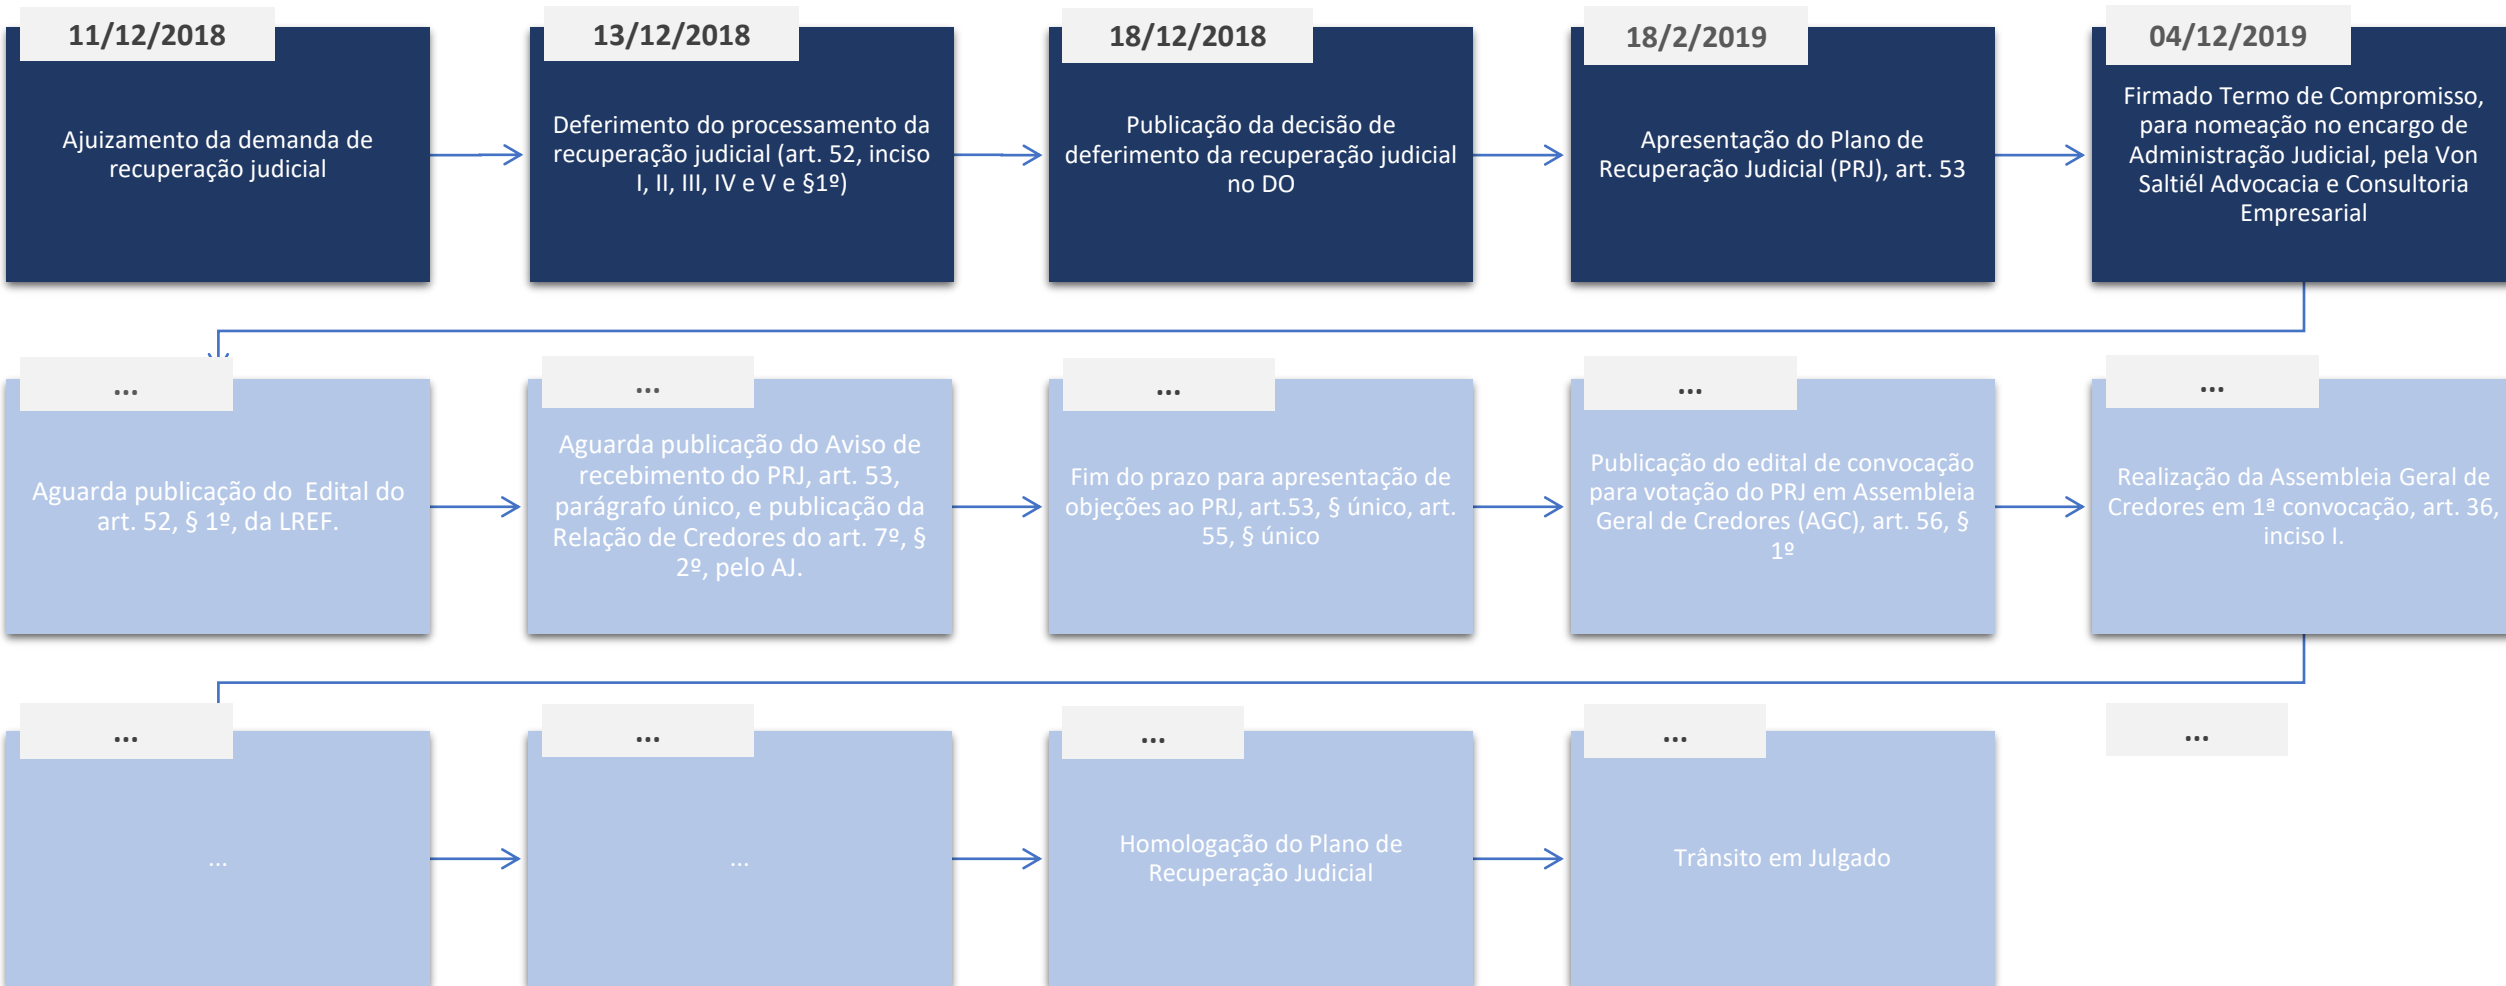 11/12/2018
Ajuizamento da demanda de
recuperação judicial
13/12/2018
Deferimento do processamento da
recuperação judicial (art. 52, inciso
I, II, III, IV e V e §1º)
18/12/2018
Publicação da decisão de
deferimento da recuperação judicial
no DO
18/2/2019
Apresentação do Plano de
Recuperação Judicial (PRJ), art. 53
04/12/2019
Firmado Termo de Compromisso,
para nomeação no encargo de
Administração Judicial, pela Von
Saltiél Advocacia e Consultoria
Empresarial
...
Aguarda publicação do  Edital do
art. 52, § 1º, da LREF.
...
Aguarda publicação do Aviso de
recebimento do PRJ, art. 53,
parágrafo único, e publicação da
Relação de Credores do art. 7º, §
2º, pelo AJ.
...
Fim do prazo para apresentação de
objeções ao PRJ, art.53, § único, art.
55, § único
...
Publicação do edital de convocação
para votação do PRJ em Assembleia
Geral de Credores (AGC), art. 56, §
1º
...
Realização da Assembleia Geral de
Credores em 1ª convocação, art. 36,
inciso I.
...
...
...
...
...
Homologação do Plano de
Recuperação Judicial
...
Trânsito em Julgado
...